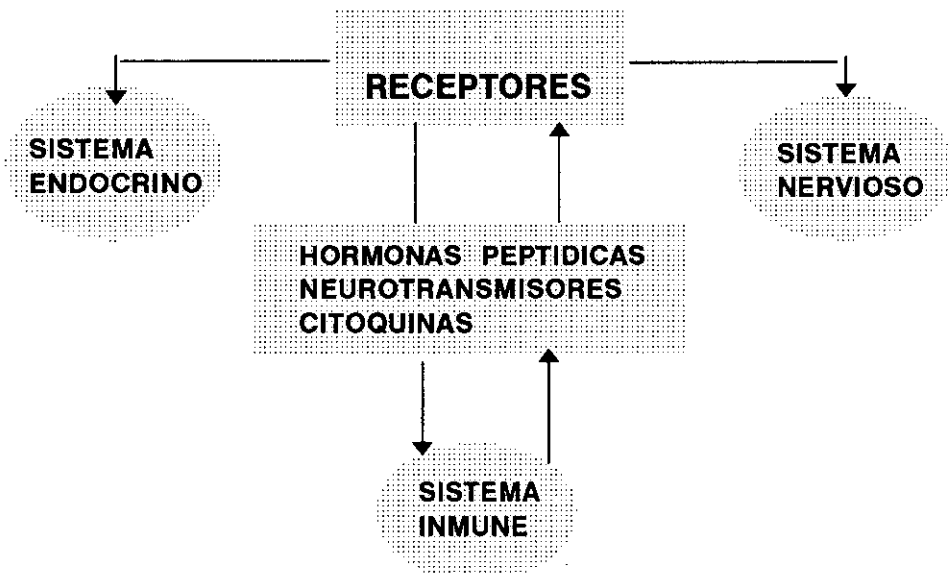 RECEPTORES
SISTEMA
ENDOCRINO
SISTEMA
NERVIOSO
HORMONAS PEPTIDICAS
NEUROTRANSMISORES
CITOQUINAS
SISTEMA
INMUNE